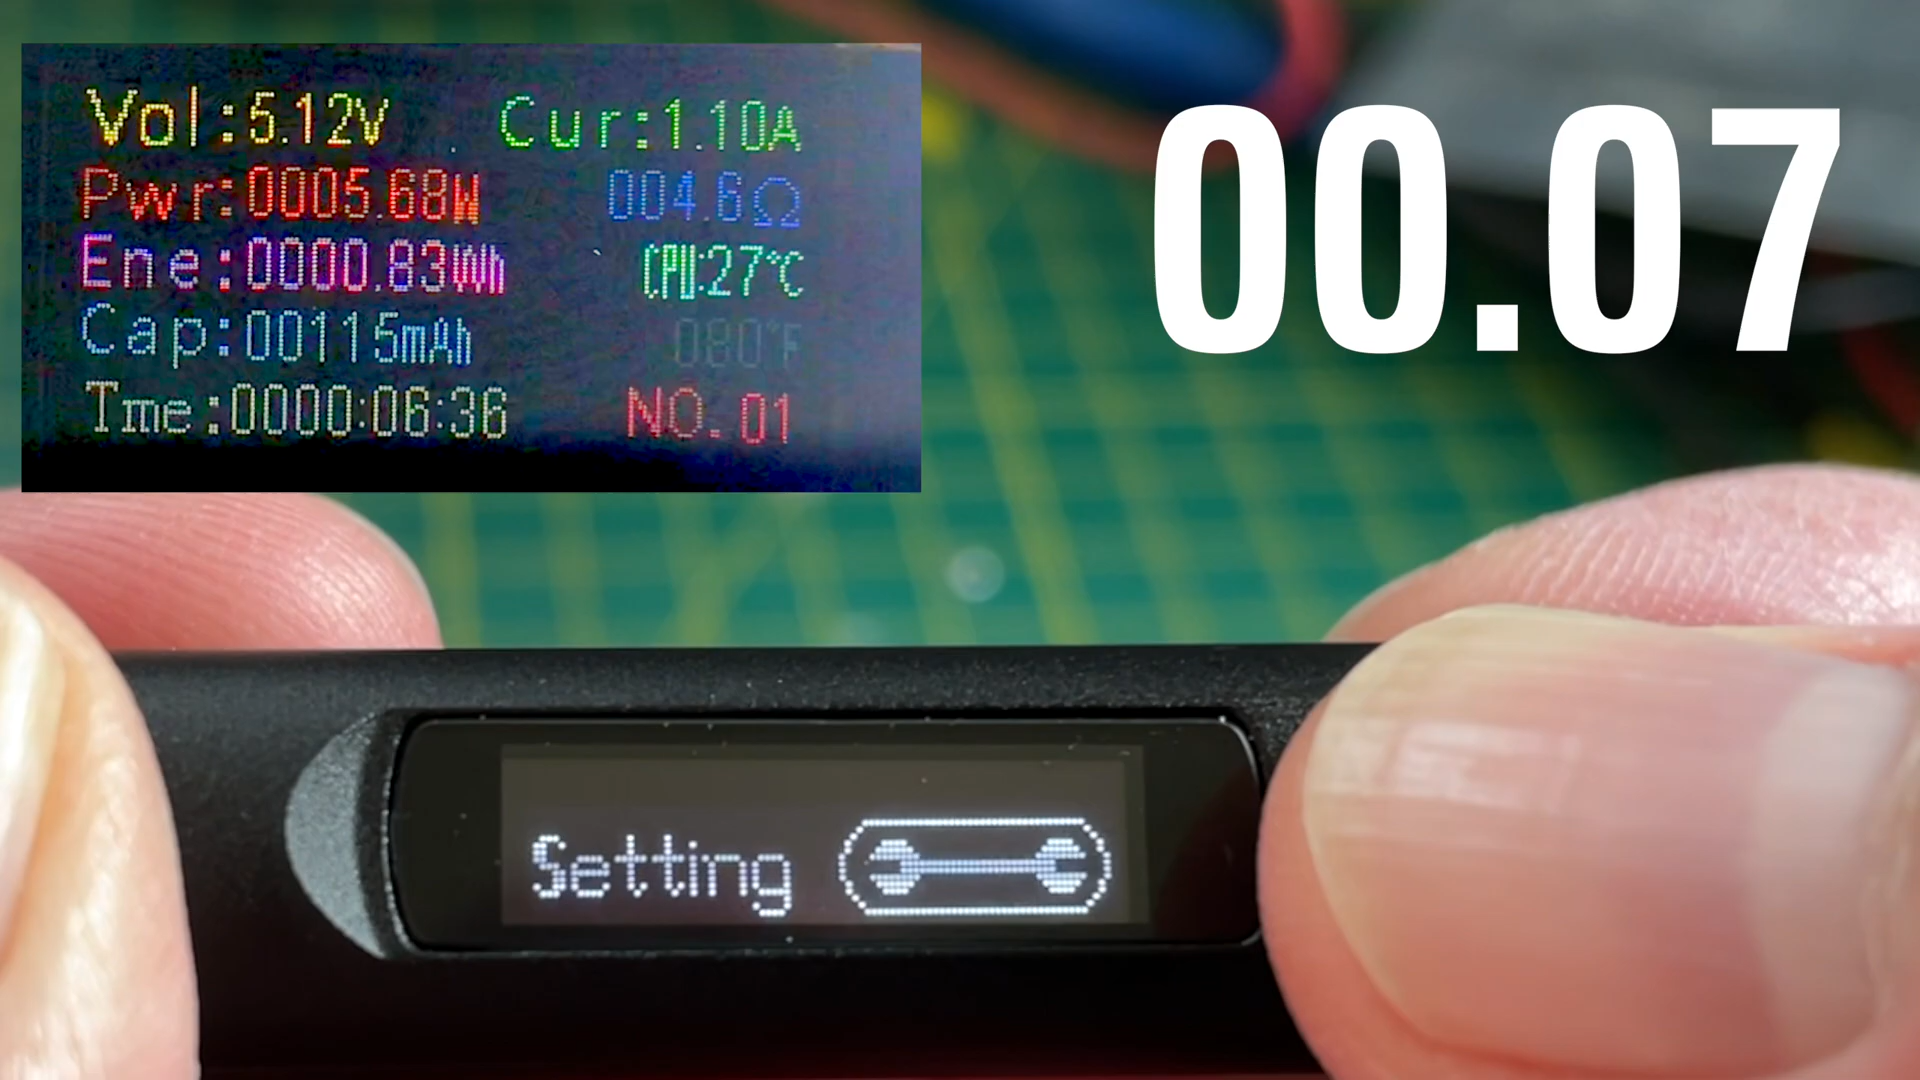 Vol:5.12V Cur:1.10A
Pwr:0005.68W 004.6Ω
Ene:0000.83Wh CPU:27℃
Cap:00115mAh 080℉
Tme:0000:06:36 NO.01
00.07
Setting